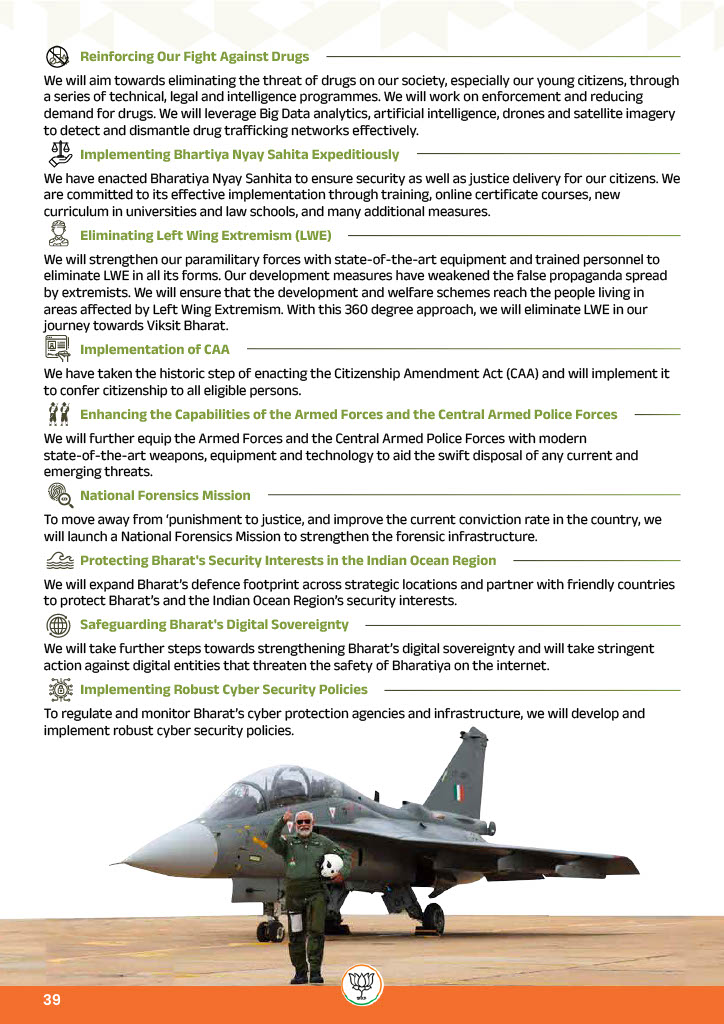 Reinforcing Our Fight Against Drugs
We will aim towards eliminating the threat of drugs on our society, especially our young citizens, through
a series of technical, legal and intelligence programmes. We will work on enforcement and reducing
demand for drugs. We will leverage Big Data analytics, artificial intelligence, drones and satellite imagery
to detect and dismantle drug trafficking networks effectively.
Implementing Bhartiya Nyay Sahita Expeditiously
We have enacted Bharatiya Nyay Sanhita to ensure security as well as justice delivery for our citizens. We
are committed to its effective implementation through training, online certificate courses, new
curriculum in universities and law schools, and many additional measures.
Eliminating Left Wing Extremism (LWE)
We will strengthen our paramilitary forces with state-of-the-art equipment and trained personnel to
eliminate LWE in all its forms. Our development measures have weakened the false propaganda spread
by extremists. We will ensure that the development and welfare schemes reach the people living in
areas affected by Left Wing Extremism. With this 360 degree approach, we will eliminate LWE in our
journey towards Viksit Bharat.
Implementation of CAA
We have taken the historic step of enacting the Citizenship Amendment Act (CAA) and will implement it
to confer citizenship to all eligible persons.
Enhancing the Capabilities of the Armed Forces and the Central Armed Police Forces
We will further equip the Armed Forces and the Central Armed Police Forces with modern
state-of-the-art weapons, equipment and technology to aid the swift disposal of any current and
emerging threats.
National Forensics Mission
To move away from ‘punishment to justice, and improve the current conviction rate in the country, we
will launch a National Forensics Mission to strengthen the forensic infrastructure.
Protecting Bharat's Security Interests in the Indian Ocean Region
We will expand Bharat’s defence footprint across strategic locations and partner with friendly countries
to protect Bharat’s and the Indian Ocean Region’s security interests.
Safeguarding Bharat's Digital Sovereignty
We will take further steps towards strengthening Bharat’s digital sovereignty and will take stringent
action against digital entities that threaten the safety of Bharatiya on the internet.
Implementing Robust Cyber Security Policies
To regulate and monitor Bharat’s cyber protection agencies and infrastructure, we will develop and
implement robust cyber security policies.
39